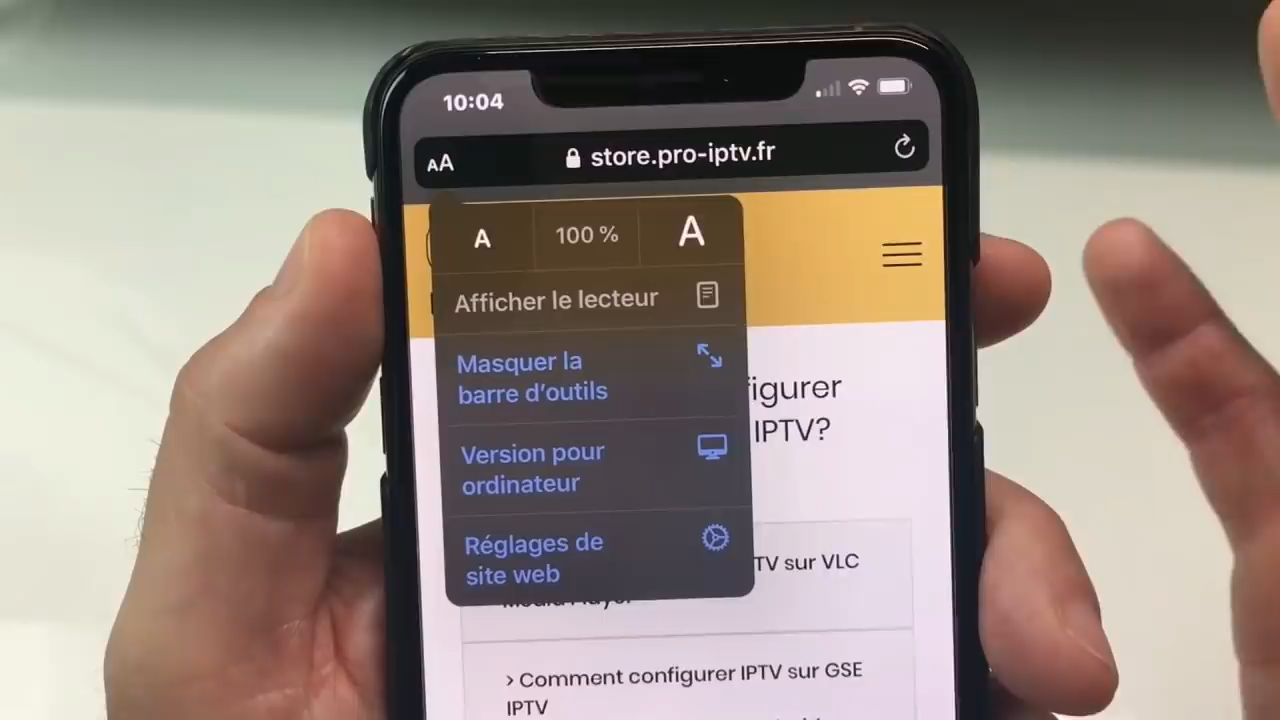 10:04
AA
store.pro-iptv.fr
A 100 % A
Afficher le lecteur
Masquer la
barre d'outils
Version pour
ordinateur
Réglages de
site web
igurer
IPTV?
TV sur VLC
> Comment configurer IPTV sur GSE
IPTV